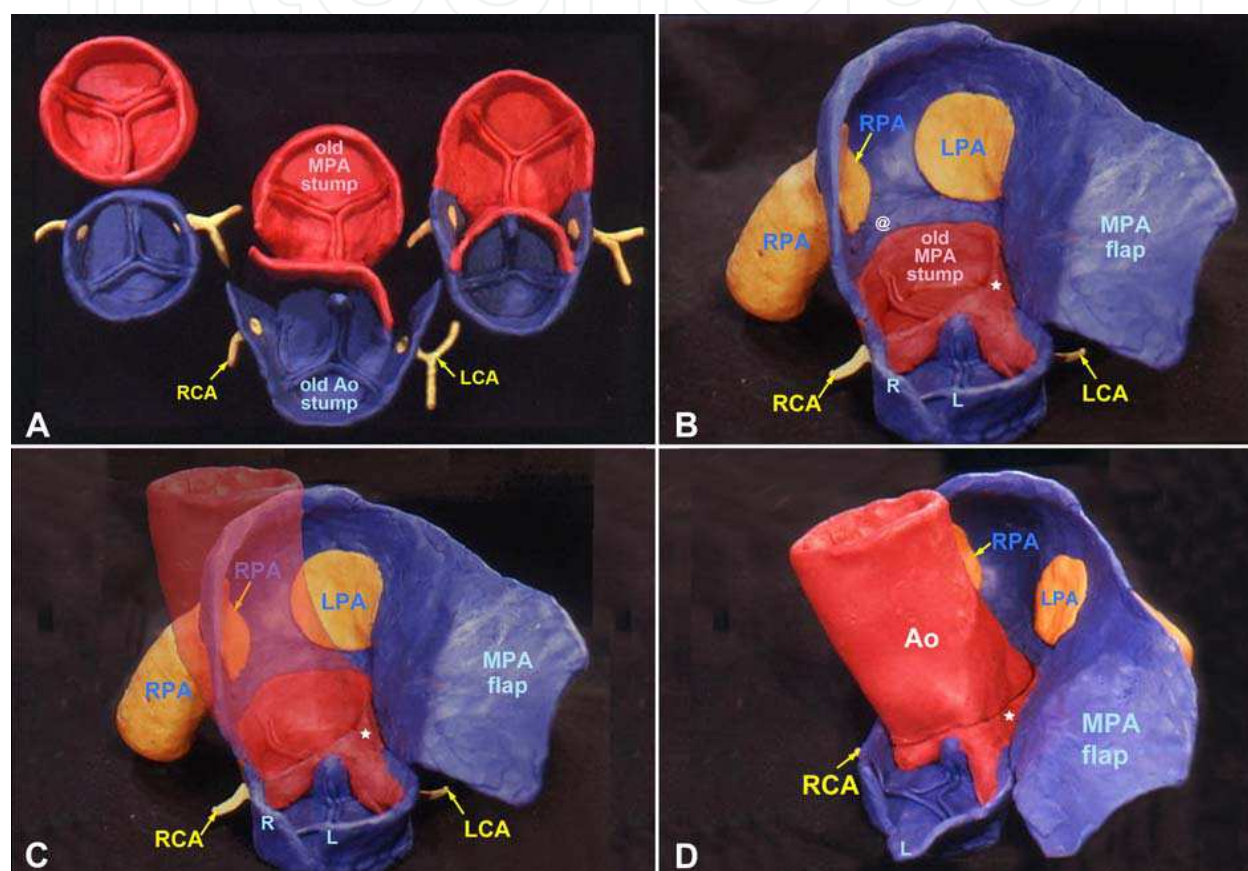 old
MPA
stump
RCA
old Ao
stump
LCA
A
RPA
LPA
RPA
@
old
MPA
stump
MPA
flap
RCA
R
L
LCA
B
RPA
LPA
RPA
MPA
flap
RCA
R
L
LCA
C
RPA
LPA
Ao
MPA
flap
RCA
L
D